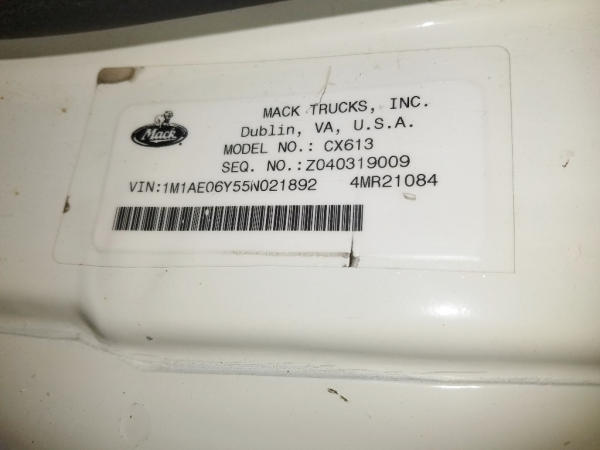 MACK TRUCKS, INC.
Mack
Dublin, VA, U.S.A.
MODEL NO.: CX613
SEQ. NO.:Z040319009
VIN:1M1AE06Y55N021892 4MR21084